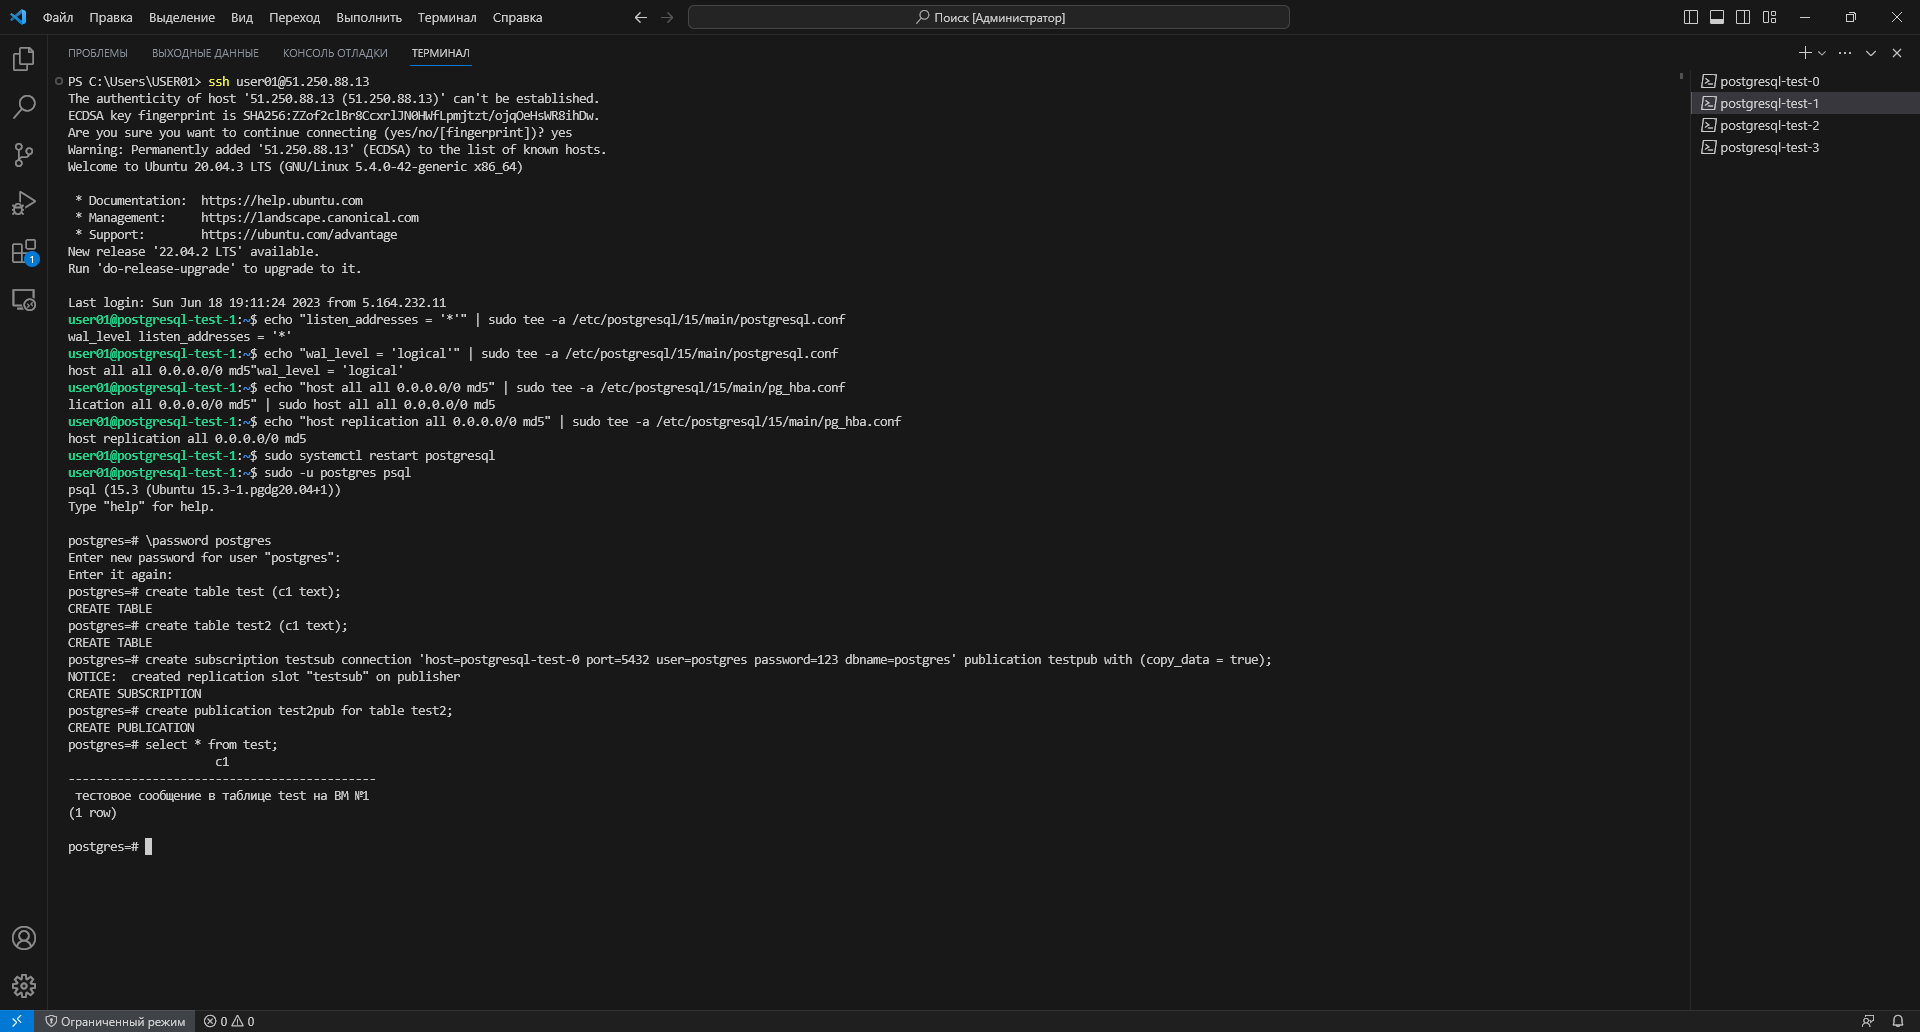 Файл Правка Выделение Вид Переход Выполнить Терминал Справка
Поиск [Администратор]
ПРОБЛЕМЫ ВЫХОДНЫЕ ДАННЫЕ КОНСОЛЬ ОТЛАДКИ ТЕРМИНАЛ
PS C:\Users\USER01> ssh user01@51.250.88.13
The authenticity of host '51.250.88.13 (51.250.88.13)' can't be established.
ECDSA key fingerprint is SHA256:ZZof2clBr8CcxrlJN0HWfLpmjtzt/ojqOeHsWR8ihDw.
Are you sure you want to continue connecting (yes/no/[fingerprint])? yes
Warning: Permanently added '51.250.88.13' (ECDSA) to the list of known hosts.
Welcome to Ubuntu 20.04.3 LTS (GNU/Linux 5.4.0-42-generic x86_64)
* Documentation:  https://help.ubuntu.com
* Management:     https://landscape.canonical.com
* Support:        https://ubuntu.com/advantage
New release '22.04.2 LTS' available.
Run 'do-release-upgrade' to upgrade to it.
Last login: Sun Jun 18 19:11:24 2023 from 5.164.232.11
user01@postgresql-test-1:~$ echo "listen_addresses = '*'" | sudo tee -a /etc/postgresql/15/main/postgresql.conf
wal_level listen_addresses = '*'
user01@postgresql-test-1:~$ echo "wal_level = 'logical'" | sudo tee -a /etc/postgresql/15/main/postgresql.conf
host all all 0.0.0.0/0 md5"wal_level = 'logical'
user01@postgresql-test-1:~$ echo "host all all 0.0.0.0/0 md5" | sudo tee -a /etc/postgresql/15/main/pg_hba.conf
lication all 0.0.0.0/0 md5" | sudo host all all 0.0.0.0/0 md5
user01@postgresql-test-1:~$ echo "host replication all 0.0.0.0/0 md5" | sudo tee -a /etc/postgresql/15/main/pg_hba.conf
host replication all 0.0.0.0/0 md5
user01@postgresql-test-1:~$ sudo systemctl restart postgresql
user01@postgresql-test-1:~$ sudo -u postgres psql
psql (15.3 (Ubuntu 15.3-1.pgdg20.04+1))
Type "help" for help.
postgres=# \password postgres
Enter new password for user "postgres":
Enter it again:
postgres=# create table test (c1 text);
CREATE TABLE
postgres=# create table test2 (c1 text);
CREATE TABLE
postgres=# create subscription testsub connection 'host=postgresql-test-0 port=5432 user=postgres password=123 dbname=postgres' publication testpub with (copy_data = true);
NOTICE:  created replication slot "testsub" on publisher
CREATE SUBSCRIPTION
postgres=# create publication test2pub for table test2;
CREATE PUBLICATION
postgres=# select * from test;
c1
--------------------------------------------
тестовое сообщение в таблице test на ВМ №1
(1 row)
postgres=#
postgresql-test-0
postgresql-test-1
postgresql-test-2
postgresql-test-3
1
Ограниченный режим 0 0